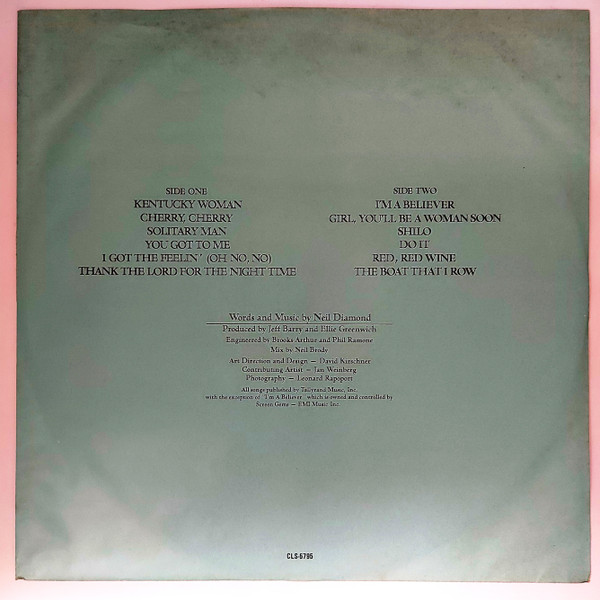 SIDE ONE
KENTUCKY WOMAN
CHERRY, CHERRY
SOLITARY MAN
YOU GOT TO ME
I GOT THE FEELIN' (OH NO, NO)
THANK THE LORD FOR THE NIGHT TIME
SIDE TWO
I'M A BELIEVER
GIRL, YOU'LL BE A WOMAN SOON
SHILO
DO IT
RED, RED WINE
THE BOAT THAT I ROW
Words and Music by Neil Diamond
Produced by Jeff Barry and Ellie Greenwich
Engineered by Brooks Arthur and Phil Ramone
Mix by Neil Brody
Art Direction and Design — David Kirschner
Contributing Artist — Jan Weinberg
Photography — Leonard Rapoport
All songs published by Tallyrand Music, Inc.
with the exception of "I'm A Believer" which is owned and controlled by
Screen Gems — EMI Music Inc.
CLS-5795